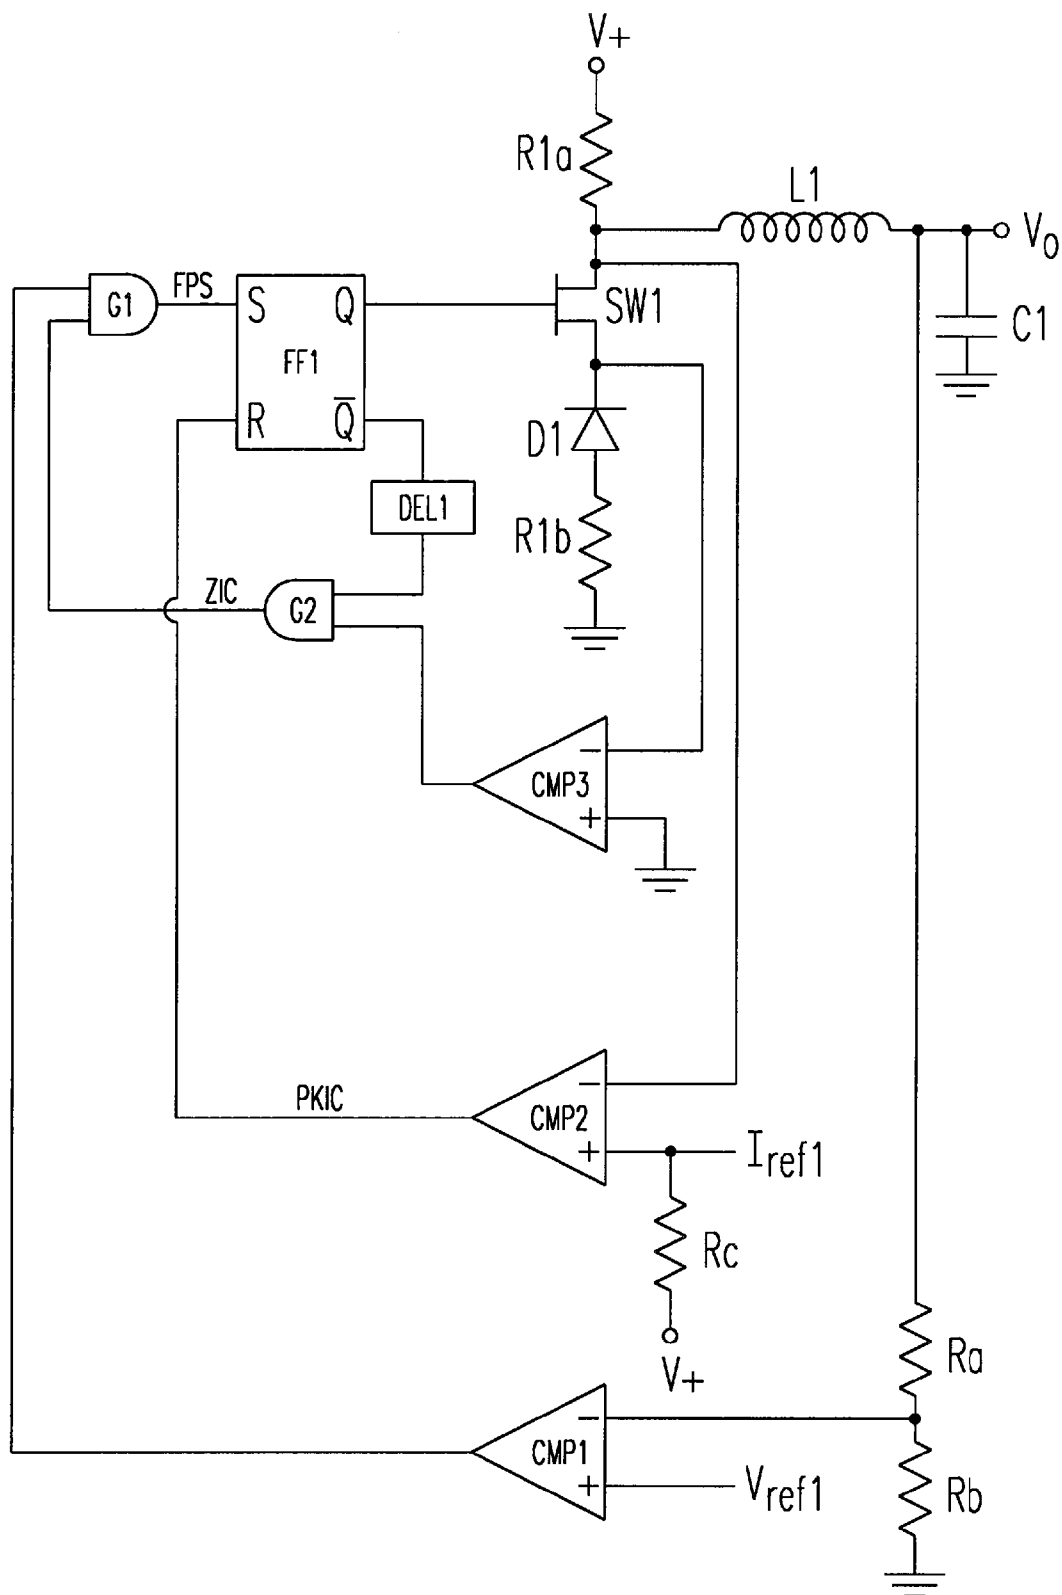 V+
R1a
L1
Vo
FPS
G1
S
Q
SW1
C1
FF1
R
Q̅
D1
DEL1
R1b
ZIC
G2
−
CMP3
+
−
PKIC
CMP2
+
Iref1
Rc
V+
Ra
−
CMP1
+
Vref1
Rb